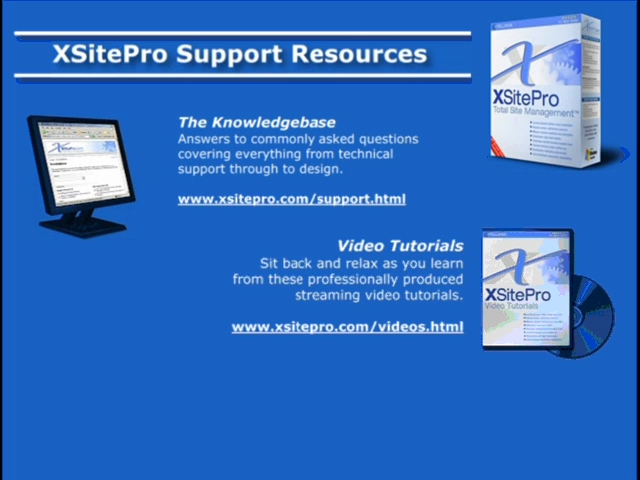 XSitePro Support Resources
XSitePro
Total Site Management
The Knowledgebase
Answers to commonly asked questions
covering everything from technical
support through to design.
www.xsitepro.com/support.html
Video Tutorials
Sit back and relax as you learn
from these professionally produced
streaming video tutorials.
www.xsitepro.com/videos.html
XSitePro
Video Tutorials